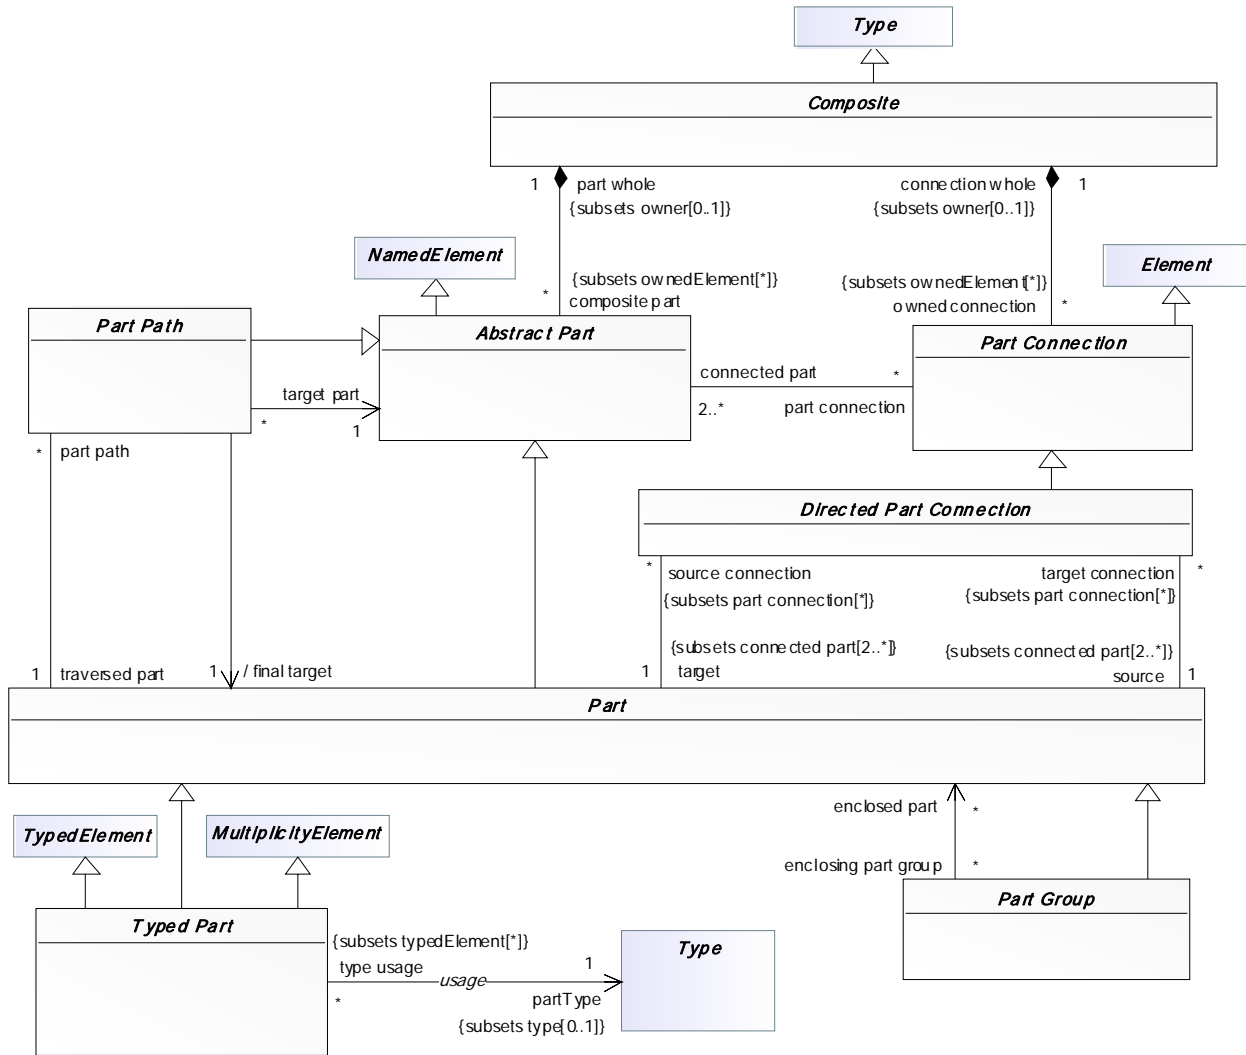 Type
Composite
1
part whole
{subsets owner[0..1]}
connection whole
1
{subsets owner[0..1]}
NamedElement
Element
{subsets ownedElement[*]}
*
composite part
{subsets ownedElement[*]}
owned connection
*
Part Path
Abstract Part
Part Connection
target part
*
1
connected part
*
2..*
part connection
*
part path
Directed Part Connection
*
source connection
{subsets part connection[*]}
target connection
*
{subsets part connection[*]}
{subsets connected part[2..*]}
1
target
{subsets connected part[2..*]}
source
1
1
traversed part
1
/ final target
Part
TypedElement
MultiplicityElement
enclosed part
*
enclosing part group
*
Typed Part
Part Group
{subsets typedElement[*]}
type usage
*
usage
1
partType
{subsets type[0..1]}
Type